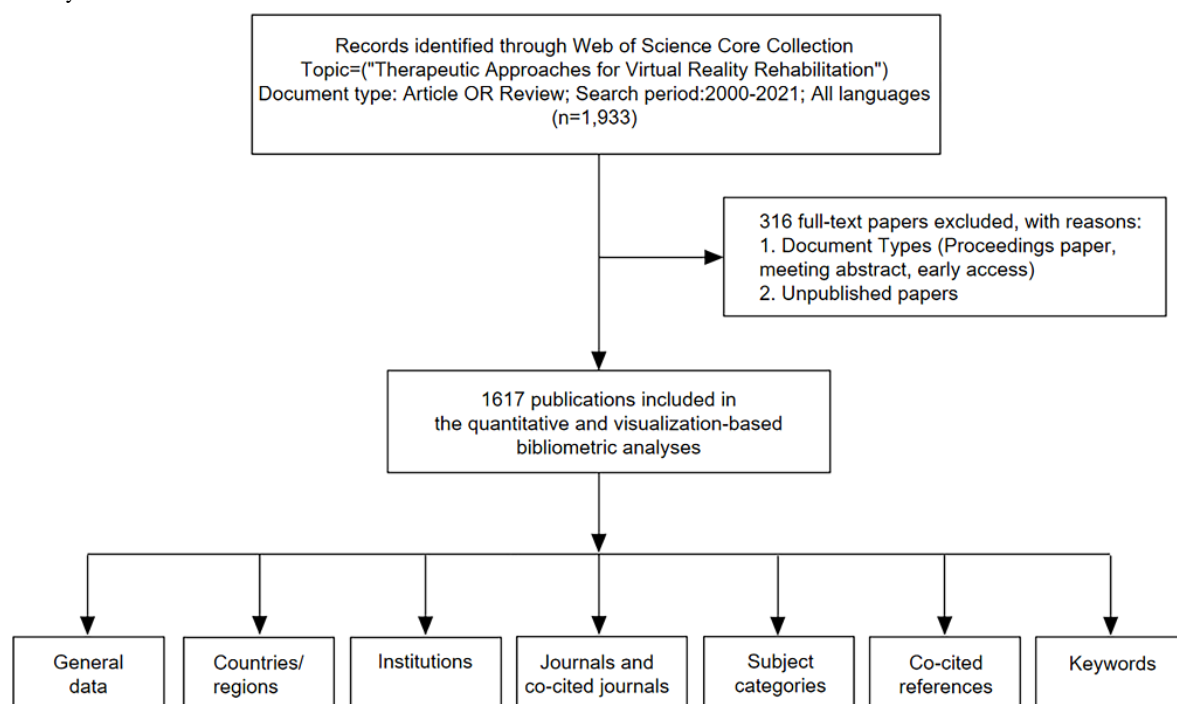 Records identified through Web of Science Core Collection
Topic=("Therapeutic Approaches for Virtual Reality Rehabilitation")
Document type: Article OR Review; Search period:2000-2021; All languages
(n=1,933)
316 full-text papers excluded, with reasons:
1. Document Types (Proceedings paper,
meeting abstract, early access)
2. Unpublished papers
1617 publications included in
the quantitative and visualization-based
bibliometric analyses
General
data
Countries/
regions
Institutions
Journals and
co-cited journals
Subject
categories
Co-cited
references
Keywords